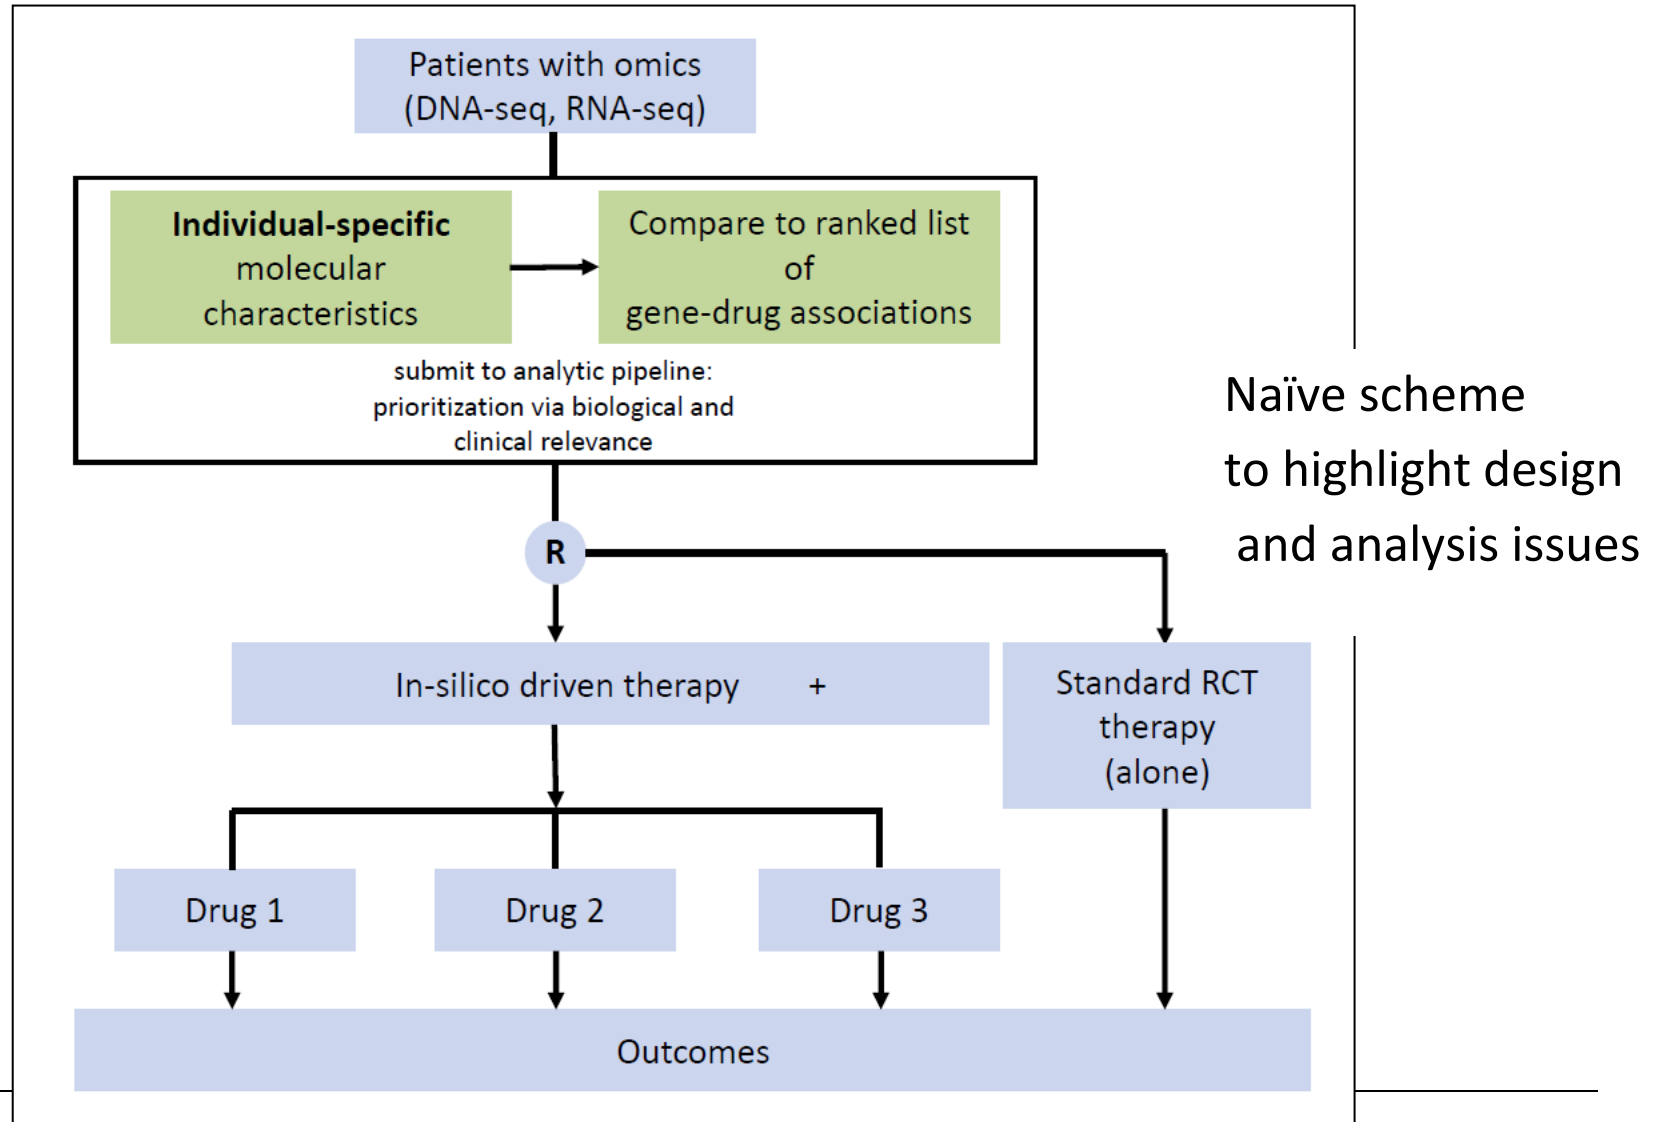 Patients with omics
(DNA-seq, RNA-seq)
Individual-specific
molecular
characteristics
Compare to ranked list
of
gene-drug associations
submit to analytic pipeline:
prioritization via biological and
clinical relevance
Naïve scheme
to highlight design
and analysis issues
R
In-silico driven therapy +
Standard RCT
therapy
(alone)
Drug 1
Drug 2
Drug 3
Outcomes